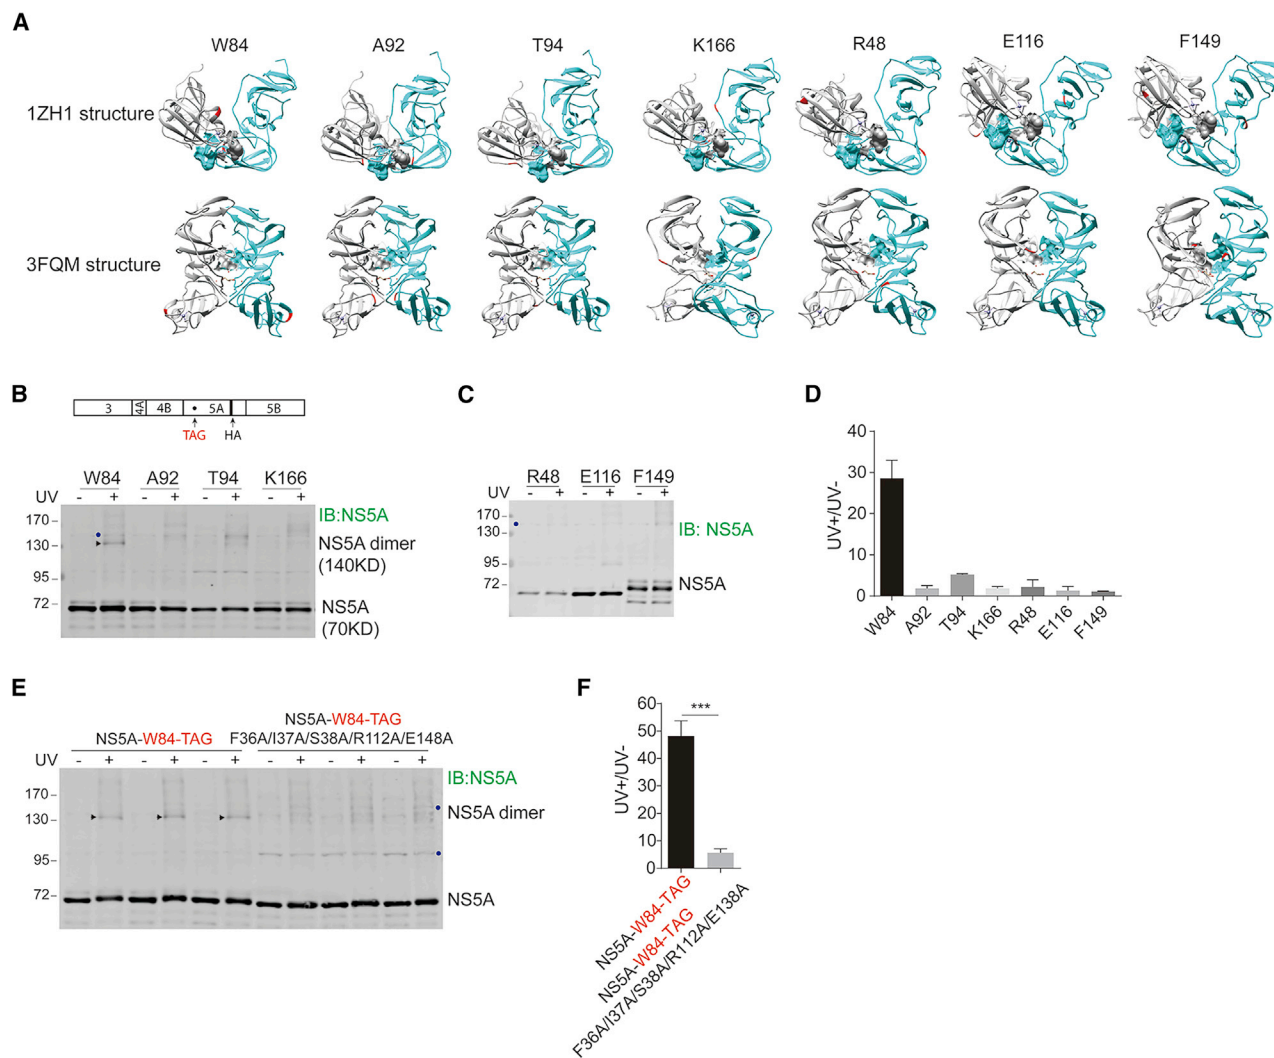 A
W84 A92 T94 K166 R48 E116 F149
1ZH1 structure
3FQM structure
B
3 4A 4B 5A 5B
TAG HA
W84 A92 T94 K166
UV - + - + - + - +
IB:NS5A
170
130
95
72
NS5A dimer
(140KD)
NS5A
(70KD)
C
R48 E116 F149
UV - + - + - +
170
130
95
72
IB: NS5A
NS5A
D
UV+/UV-
40
30
20
10
0
W84 A92 T94 K166 R48 E116 F149
E
NS5A-W84-TAG
NS5A-W84-TAG
F36A/I37A/S38A/R112A/E148A
UV - + - + - + - + - + - +
IB:NS5A
170
130
95
72
NS5A dimer
NS5A
F
UV+/UV-
60
50
40
30
20
10
0
***
NS5A-W84-TAG
NS5A-W84-TAG
F36A/I37A/S38A/R112A/E138A